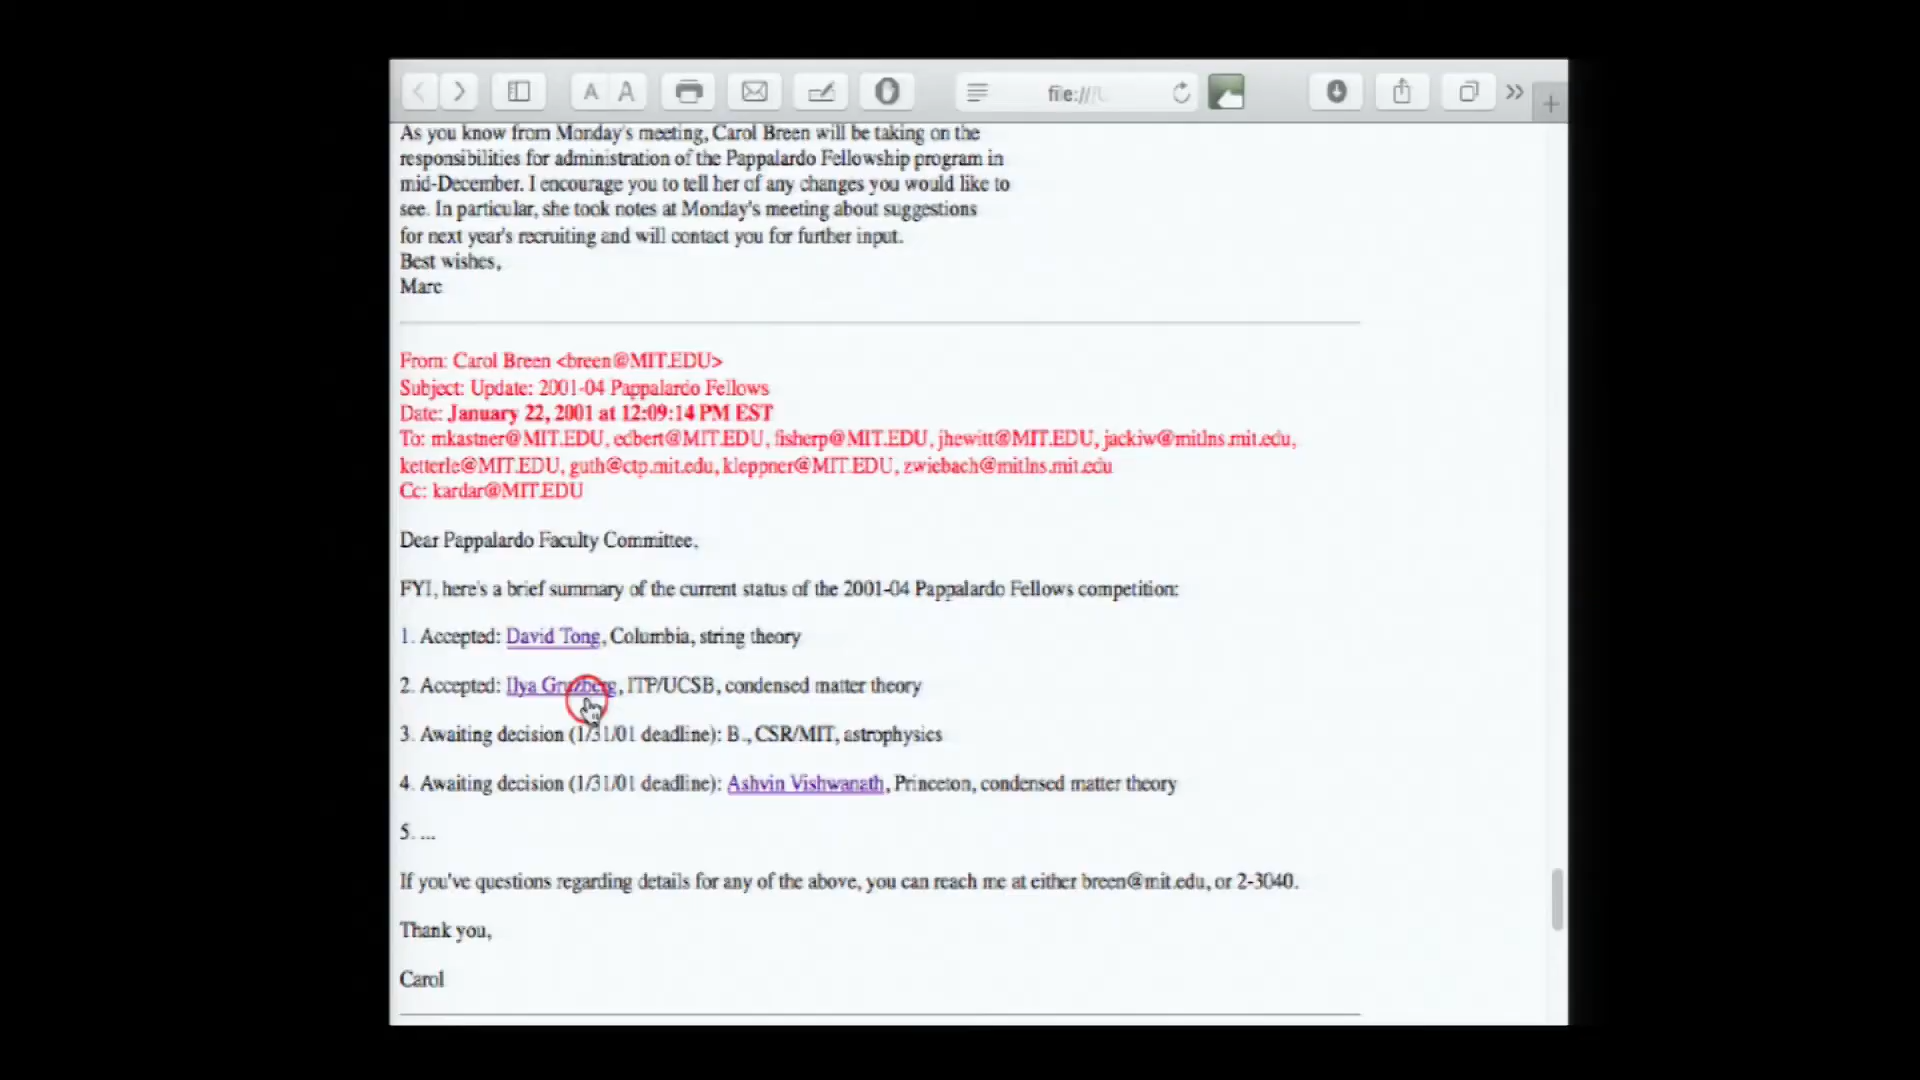 A A
file://
As you know from Monday's meeting, Carol Breen will be taking on the
responsibilities for administration of the Pappalardo Fellowship program in
mid-December. I encourage you to tell her of any changes you would like to
see. In particular, she took notes at Monday's meeting about suggestions
for next year's recruiting and will contact you for further input.
Best wishes,
Marc
From: Carol Breen <breen@MIT.EDU>
Subject: Update: 2001-04 Pappalardo Fellows
Date: January 22, 2001 at 12:09:14 PM EST
To: mkastner@MIT.EDU, edbert@MIT.EDU, fisherp@MIT.EDU, jhewitt@MIT.EDU, jackiw@mitlns.mit.edu,
ketterle@MIT.EDU, guth@ctp.mit.edu, kleppner@MIT.EDU, zwiebach@mitlns.mit.edu
Cc: kardar@MIT.EDU
Dear Pappalardo Faculty Committee,
FYI, here's a brief summary of the current status of the 2001-04 Pappalardo Fellows competition:
1. Accepted: David Tong, Columbia, string theory
2. Accepted: Ilya Gruzberg, ITP/UCSB, condensed matter theory
3. Awaiting decision (1/31/01 deadline): B., CSR/MIT, astrophysics
4. Awaiting decision (1/31/01 deadline): Ashvin Vishwanath, Princeton, condensed matter theory
5. ...
If you've questions regarding details for any of the above, you can reach me at either breen@mit.edu, or 2-3040.
Thank you,
Carol